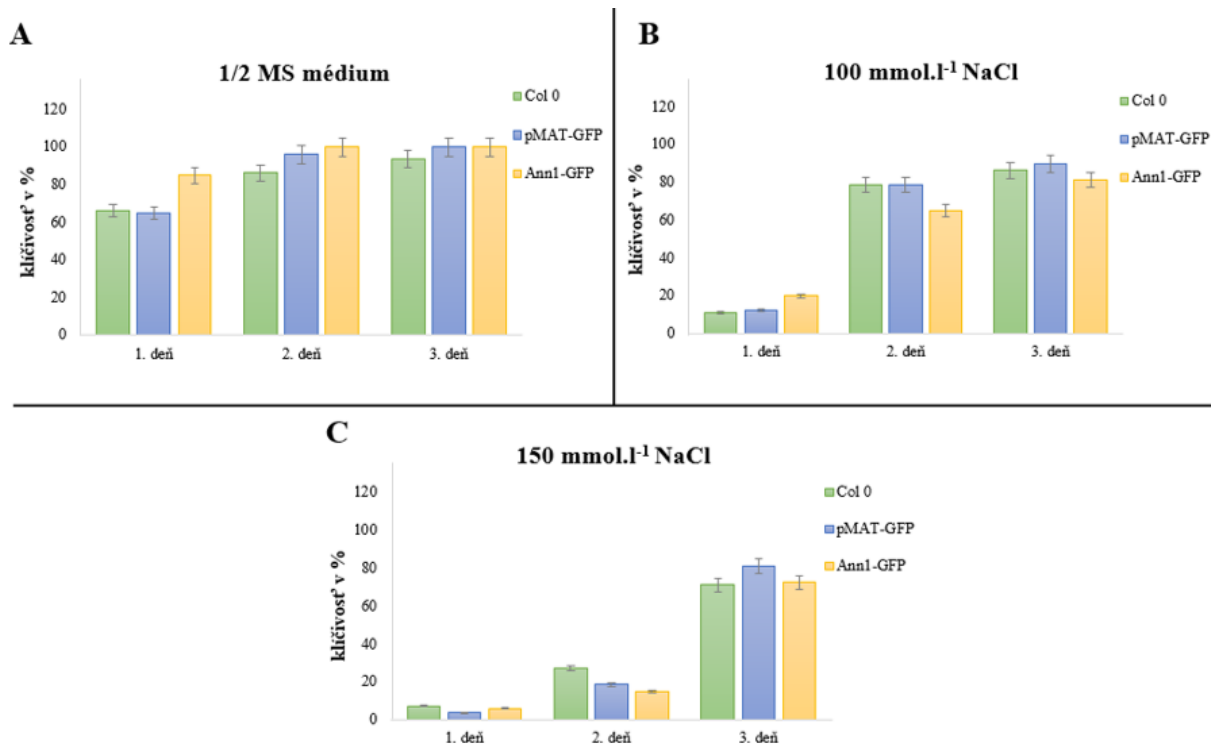 A
1/2 MS médium
120
100
80
60
40
20
0
klíčivosť v %
1. deň
2. deň
3. deň
Col 0
pMAT-GFP
Ann1-GFP
B
100 mmol.l⁻¹ NaCl
120
100
80
60
40
20
0
klíčivosť v %
1. deň
2. deň
3. deň
Col 0
pMAT-GFP
Ann1-GFP
C
150 mmol.l⁻¹ NaCl
120
100
80
60
40
20
0
klíčivosť v %
1. deň
2. deň
3. deň
Col 0
pMAT-GFP
Ann1-GFP